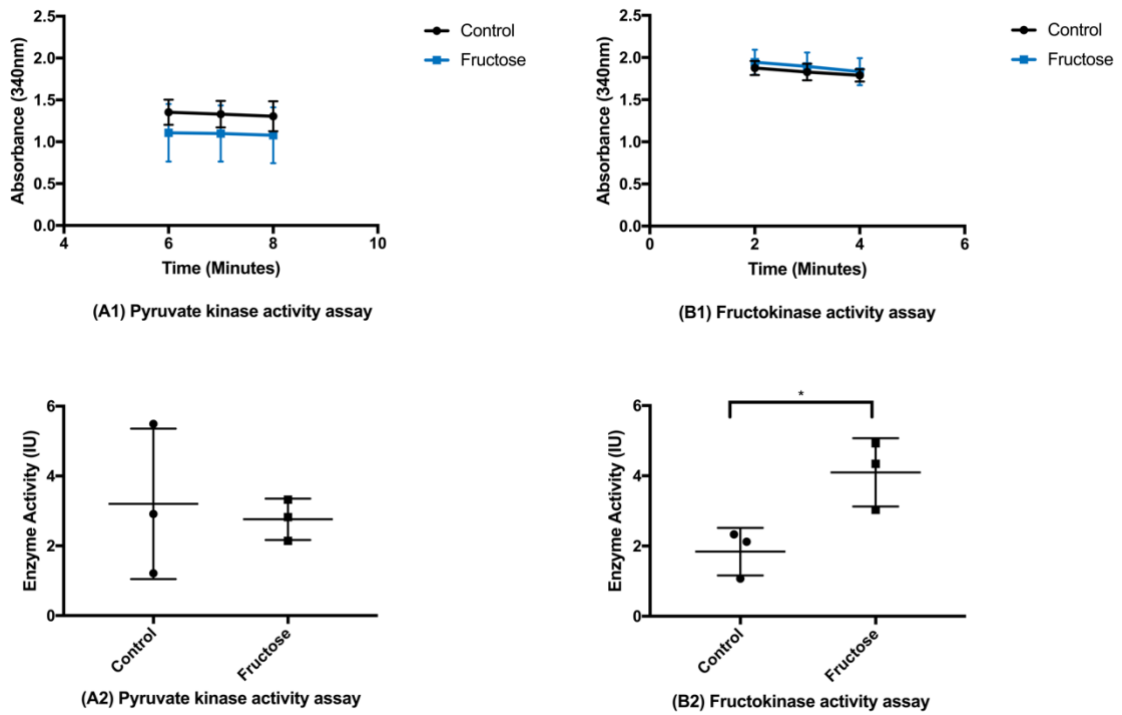 2.5
2.0
1.5
1.0
0.5
0.0
Absorbance (340nm)
4
6
8
10
Time (Minutes)
Control
Fructose
(A1) Pyruvate kinase activity assay
2.5
2.0
1.5
1.0
0.5
0.0
Absorbance (340nm)
0
2
4
6
Time (Minutes)
Control
Fructose
(B1) Fructokinase activity assay
6
4
2
0
Enzyme Activity (IU)
Control
Fructose
(A2) Pyruvate kinase activity assay
6
4
2
0
Enzyme Activity (IU)
*
Control
Fructose
(B2) Fructokinase activity assay